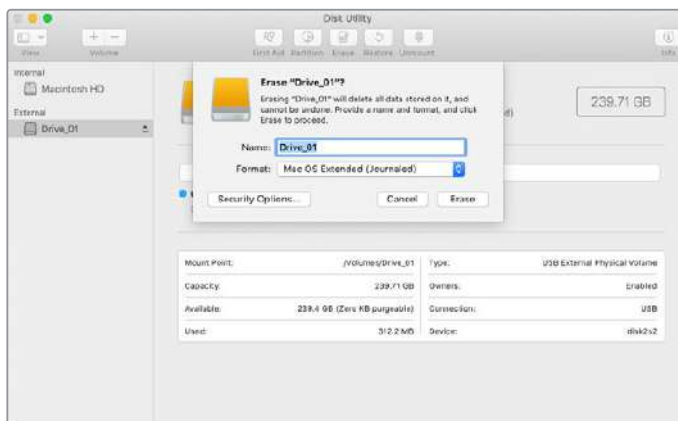 Disk Utility
View
Volume
First Aid Partition Erase Restore Unmount
Info
Internal
Macintosh HD
External
Drive_01
Erase "Drive_01"?
Erasing "Drive_01" will delete all data stored on it, and
cannot be undone. Provide a name and format, and click
Erase to proceed.
Name: Drive_01
Format: Mac OS Extended (Journaled)
Security Options...
Cancel
Erase
239.71 GB
Mount Point: /Volumes/Drive_01
Type: USB External Physical Volume
Capacity: 239.71 GB
Owners: Enabled
Available: 239.4 GB (Zero KB purgeable)
Connection: USB
Used: 312.2 MB
Device: disk2s2